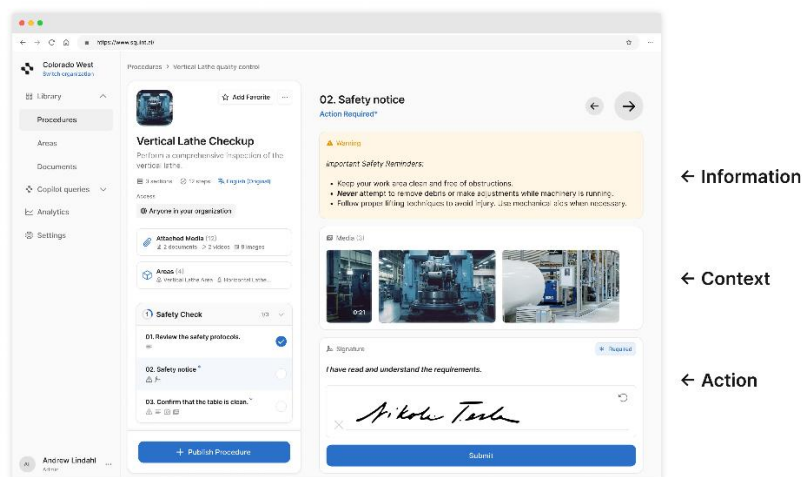 https://www.squint.ai/
Colorado West
Switch organization
Library
Procedures
Areas
Documents
Copilot queries
Analytics
Settings
Andrew Lindahl
Admin
AL
Procedures > Vertical Lathe quality control
Add Favorite
Vertical Lathe Checkup
Perform a comprehensive inspection of the
vertical lathe.
3 sections 12 steps English (Original)
Access
Anyone in your organization
Attached Media (12)
2 documents 2 videos 8 images
Areas (4)
Vertical Lathe Area Horizontal Lathe...
Safety Check 1/3
01. Review the safety protocols.
02. Safety notice *
03. Confirm that the table is clean. *
+ Publish Procedure
02. Safety notice
Action Required*
Warning
Important Safety Reminders:
• Keep your work area clean and free of obstructions.
• Never attempt to remove debris or make adjustments while machinery is running.
• Follow proper lifting techniques to avoid injury. Use mechanical aids when necessary.
Media (3)
0:21
Signature
* Required
I have read and understand the requirements.
Nikola Tesla
Submit
← Information
← Context
← Action